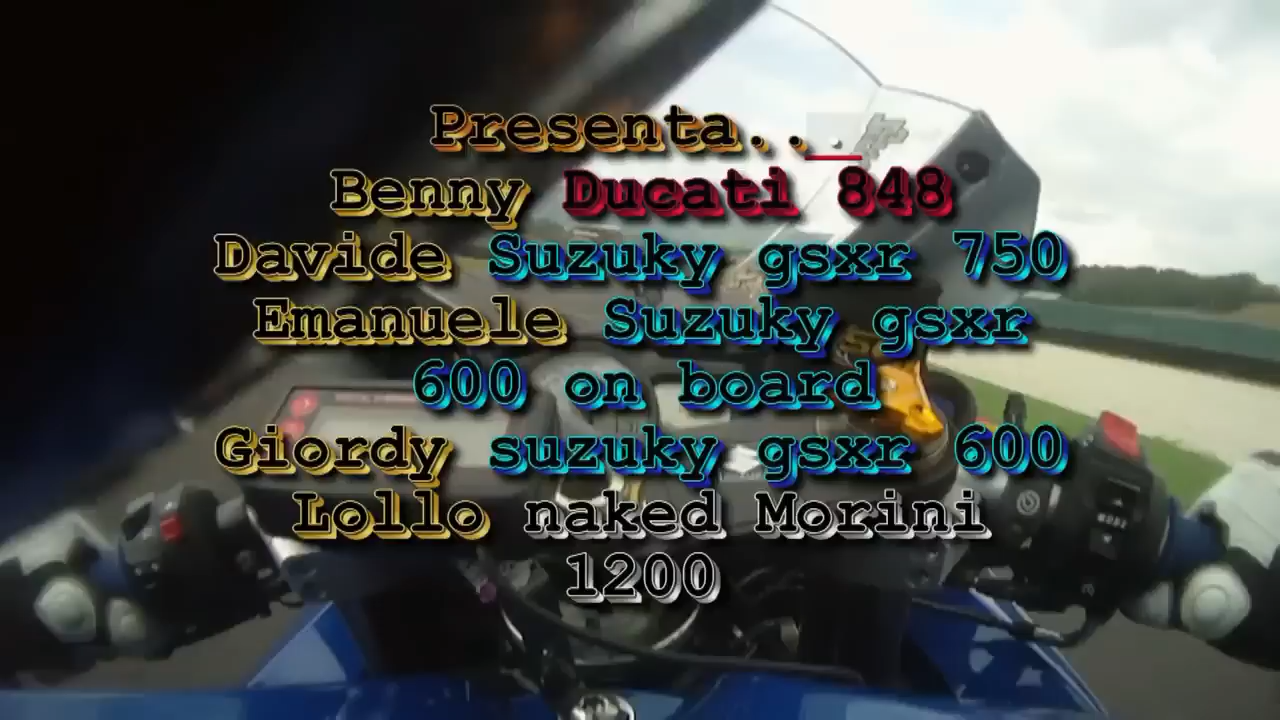 Presenta...
Benny Ducati 848
Davide Suzuky gsxr 750
Emanuele Suzuky gsxr
600 on board
Giordy suzuky gsxr 600
Lollo naked Morini
1200